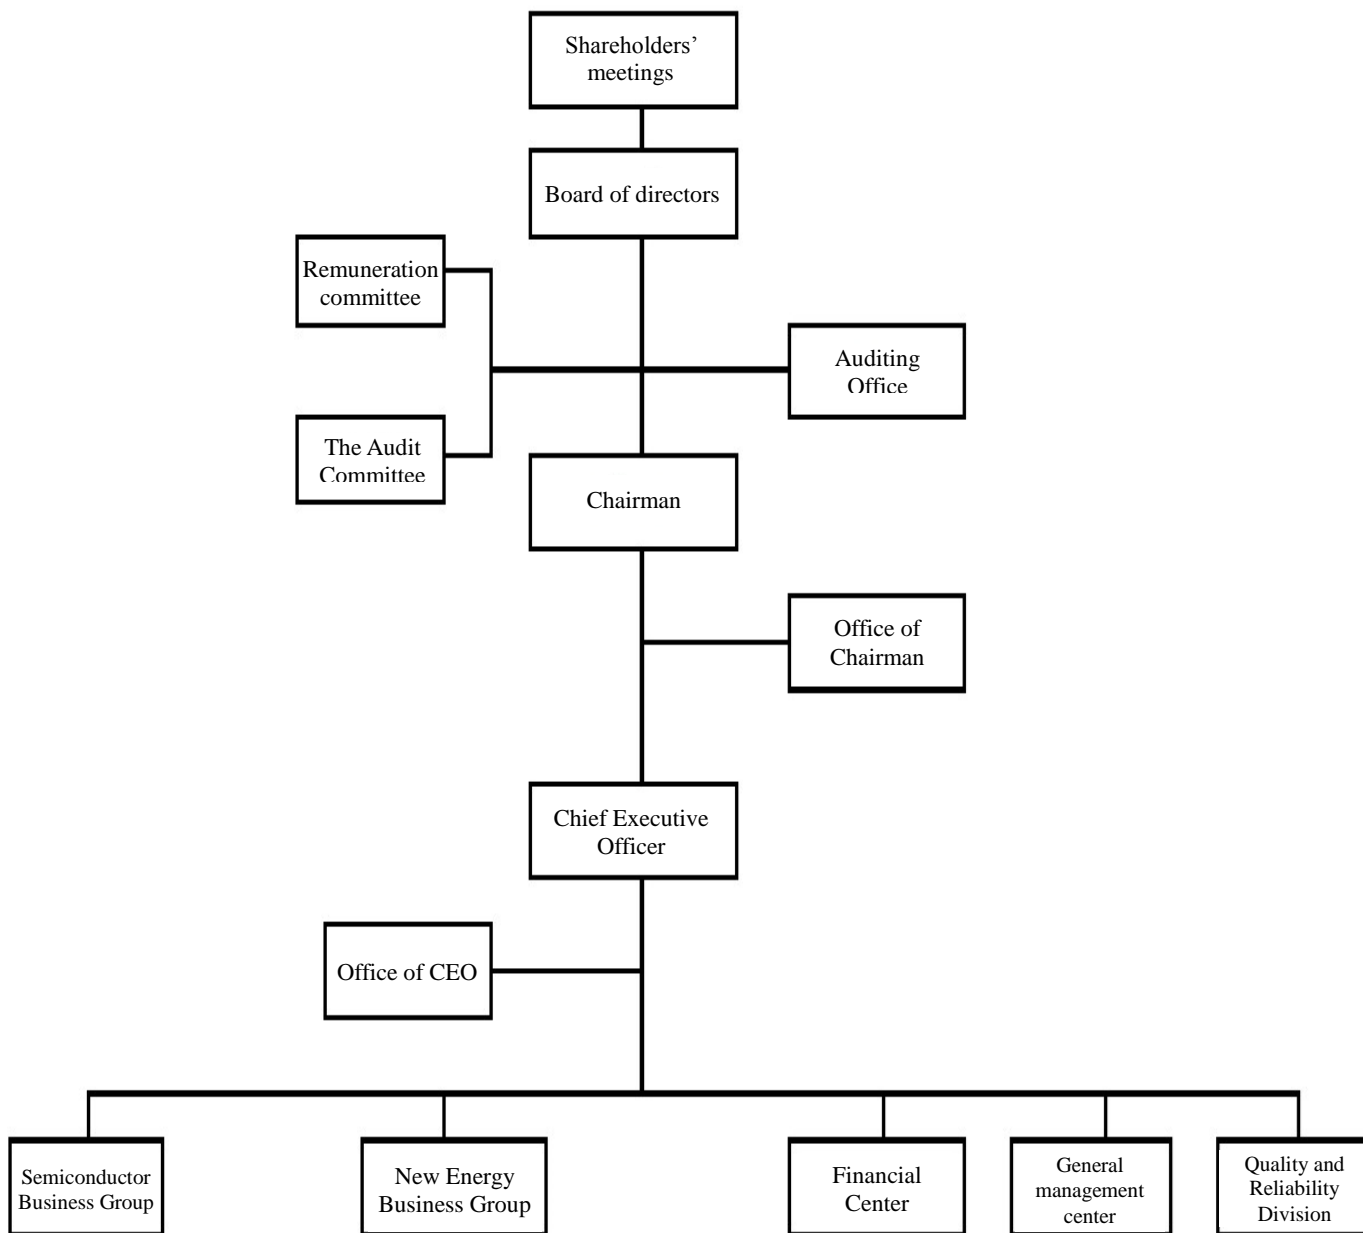 Shareholders’
meetings
Board of directors
Remuneration
committee
Auditing
Office
The Audit
Committee
Chairman
Office of
Chairman
Chief Executive
Officer
Office of CEO
Semiconductor
Business Group
New Energy
Business Group
Financial
Center
General
management
center
Quality and
Reliability
Division